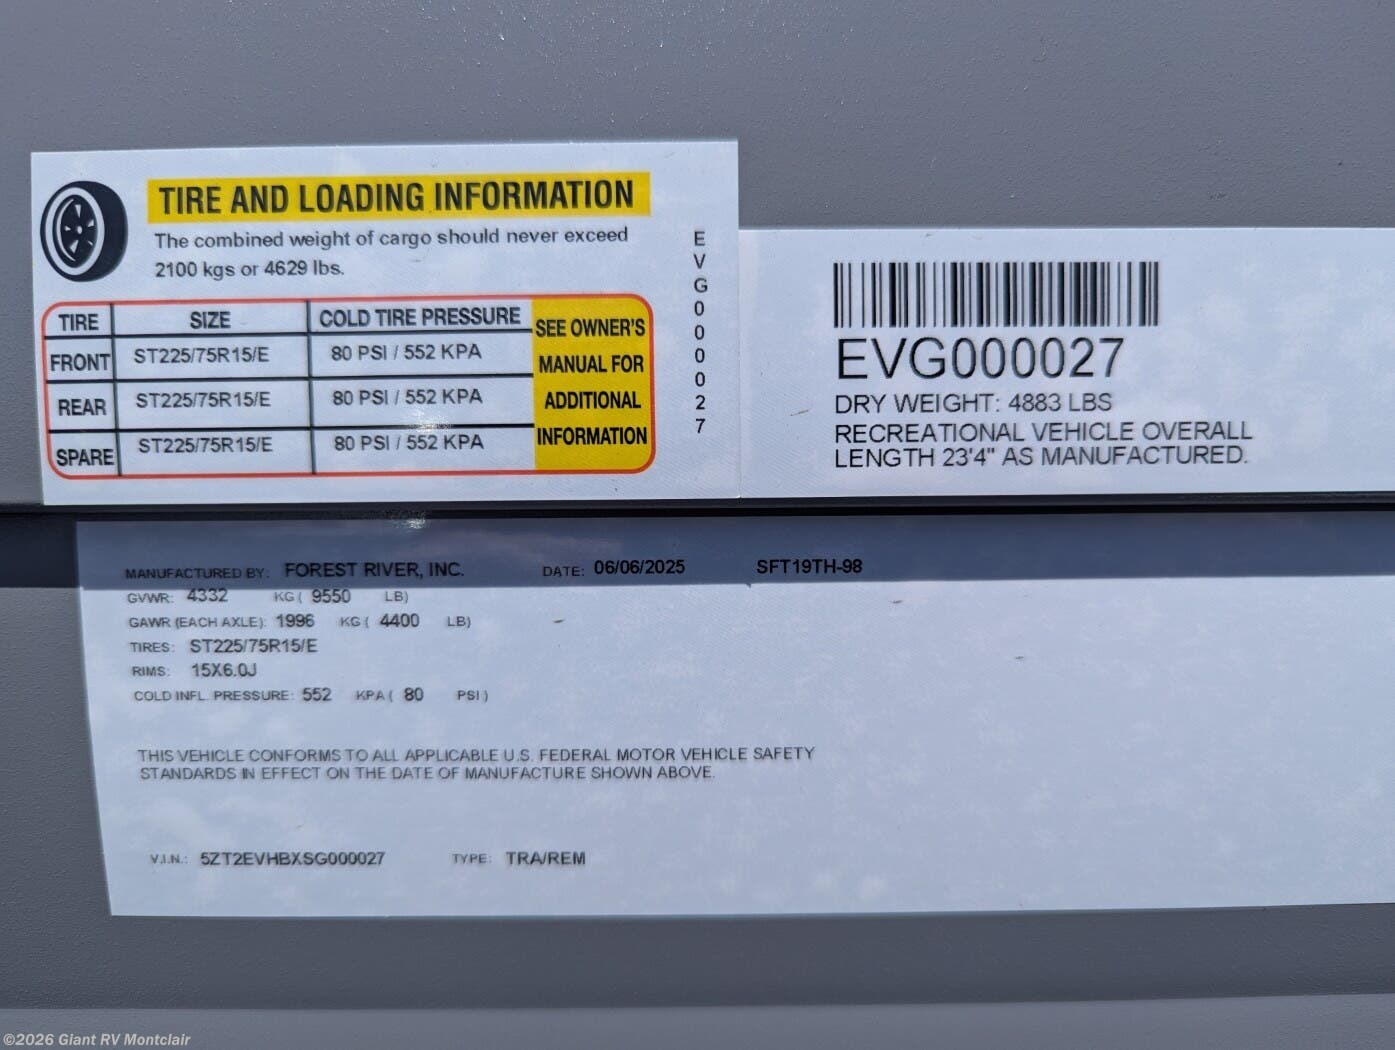 TIRE AND LOADING INFORMATION
The combined weight of cargo should never exceed
2100 kgs or 4629 lbs.
TIRE SIZE COLD TIRE PRESSURE
FRONT ST225/75R15/E 80 PSI / 552 KPA
REAR ST225/75R15/E 80 PSI / 552 KPA
SPARE ST225/75R15/E 80 PSI / 552 KPA
SEE OWNER'S
MANUAL FOR
ADDITIONAL
INFORMATION
EVG000027
EVG000027
DRY WEIGHT: 4883 LBS
RECREATIONAL VEHICLE OVERALL
LENGTH 23'4" AS MANUFACTURED.
MANUFACTURED BY: FOREST RIVER, INC. DATE: 06/06/2025 SFT19TH-98
GVWR: 4332 KG ( 9550 LB)
GAWR (EACH AXLE): 1996 KG ( 4400 LB)
TIRES: ST225/75R15/E
RIMS: 15X6.0J
COLD INFL. PRESSURE: 552 KPA ( 80 PSI )
THIS VEHICLE CONFORMS TO ALL APPLICABLE U.S. FEDERAL MOTOR VEHICLE SAFETY
STANDARDS IN EFFECT ON THE DATE OF MANUFACTURE SHOWN ABOVE.
V.I.N.: 5ZT2EVHBXSG000027 TYPE: TRA/REM
©2026 Giant RV Montclair